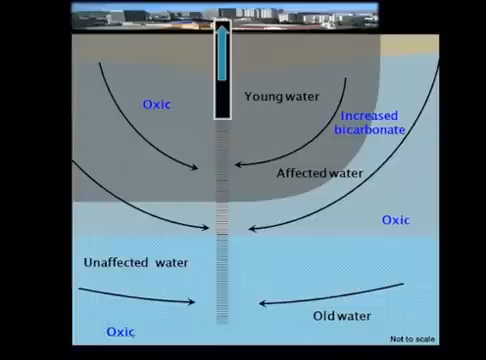 Young water
Oxic
Increased
bicarbonate
Affected water
Oxic
Unaffected water
Old water
Oxic
Not to scale